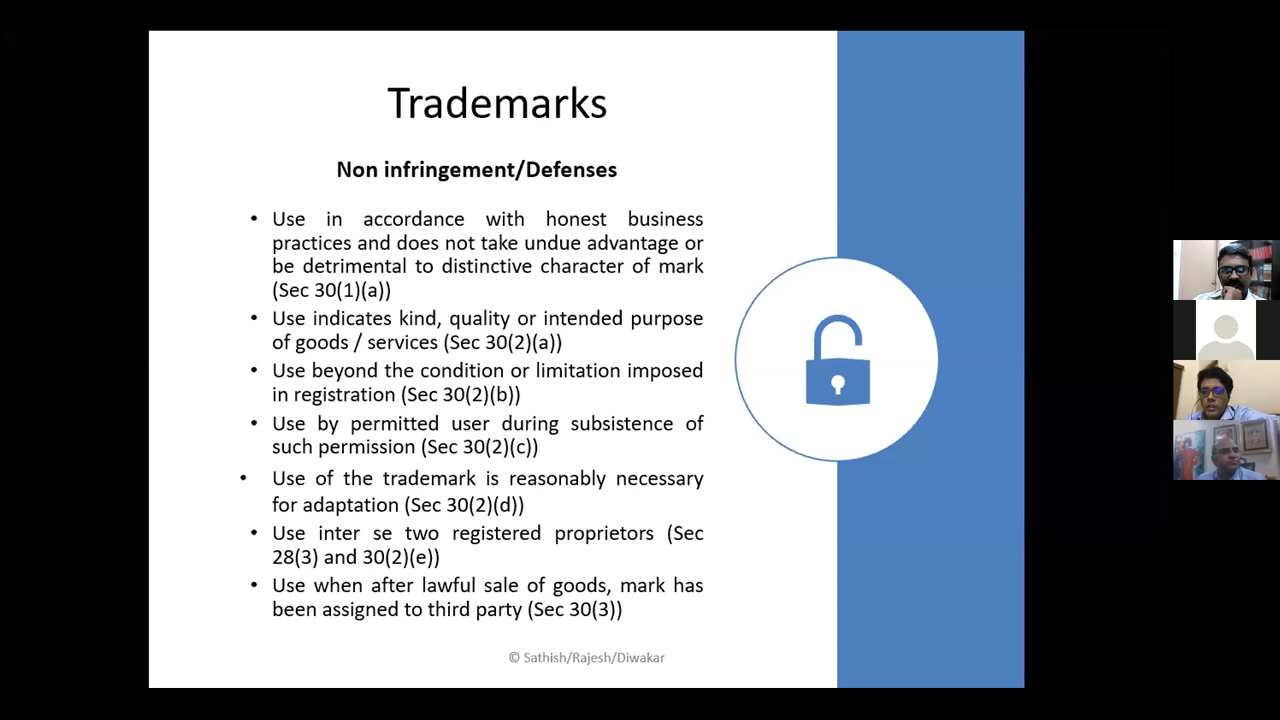 Trademarks
Non infringement/Defenses
• Use in accordance with honest business
practices and does not take undue advantage or
be detrimental to distinctive character of mark
(Sec 30(1)(a))
• Use indicates kind, quality or intended purpose
of goods / services (Sec 30(2)(a))
• Use beyond the condition or limitation imposed
in registration (Sec 30(2)(b))
• Use by permitted user during subsistence of
such permission (Sec 30(2)(c))
• Use of the trademark is reasonably necessary
for adaptation (Sec 30(2)(d))
• Use inter se two registered proprietors (Sec
28(3) and 30(2)(e))
• Use when after lawful sale of goods, mark has
been assigned to third party (Sec 30(3))
© Sathish/Rajesh/Diwakar